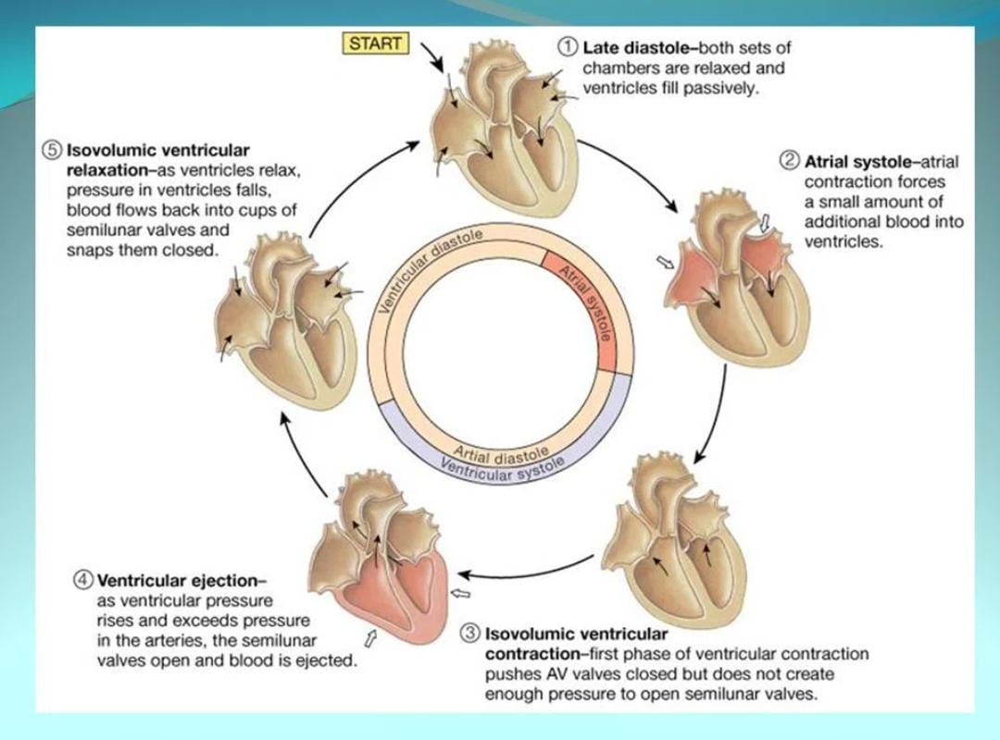 START
① Late diastole–both sets of
chambers are relaxed and
ventricles fill passively.
② Atrial systole–atrial
contraction forces
a small amount of
additional blood into
ventricles.
③ Isovolumic ventricular
contraction–first phase of ventricular contraction
pushes AV valves closed but does not create
enough pressure to open semilunar valves.
④ Ventricular ejection–
as ventricular pressure
rises and exceeds pressure
in the arteries, the semilunar
valves open and blood is ejected.
⑤ Isovolumic ventricular
relaxation–as ventricles relax,
pressure in ventricles falls,
blood flows back into cups of
semilunar valves and
snaps them closed.
Ventricular diastole
Atrial systole
Artial diastole
Ventricular systole